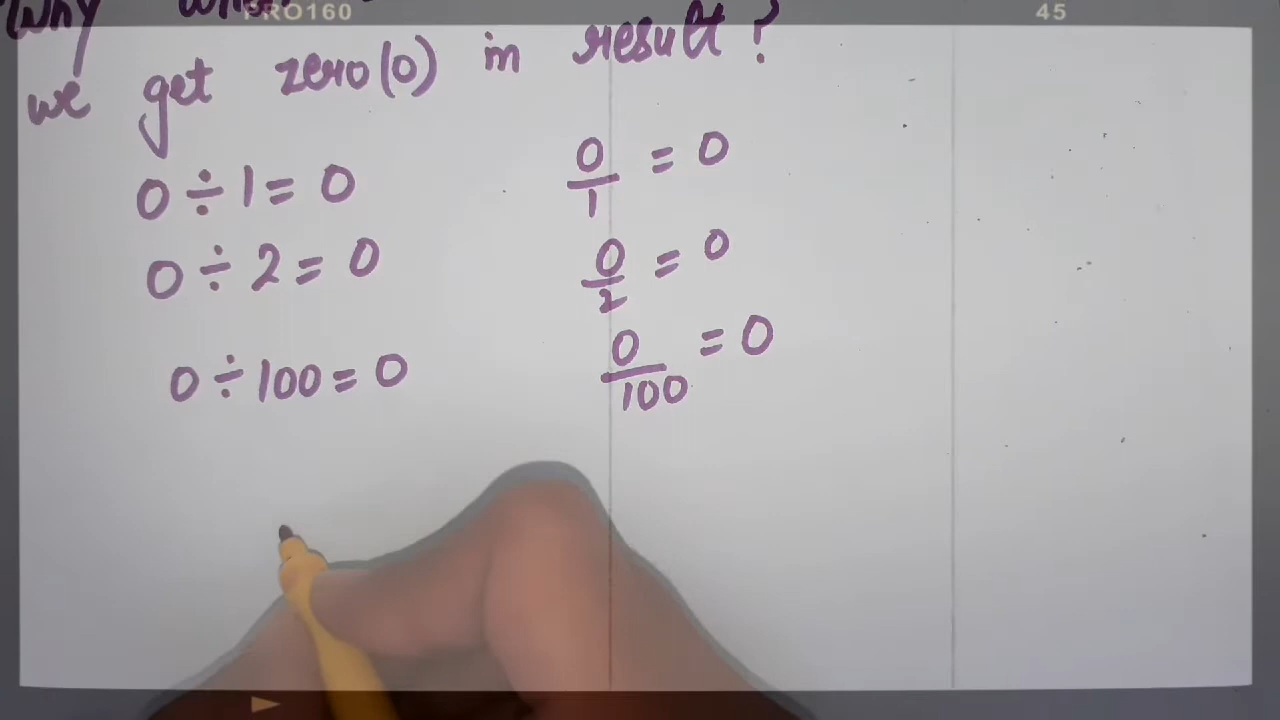 PRO160 45
Why
we get zero(0) in result?
0 ÷ 1 = 0
0/1 = 0
0 ÷ 2 = 0
0/2 = 0
0 ÷ 100 = 0
0/100 = 0